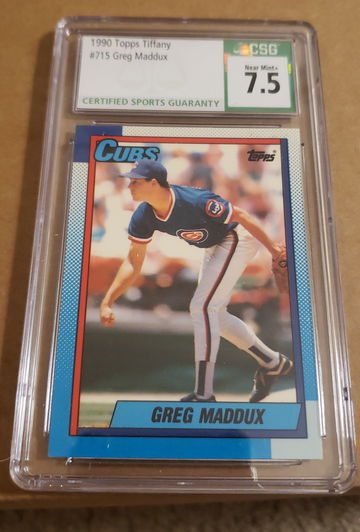 1990 Topps Tiffany
#715 Greg Maddux
CERTIFIED SPORTS GUARANTY
CSG
Near Mint+
7.5
CUBS
topps
GREG MADDUX